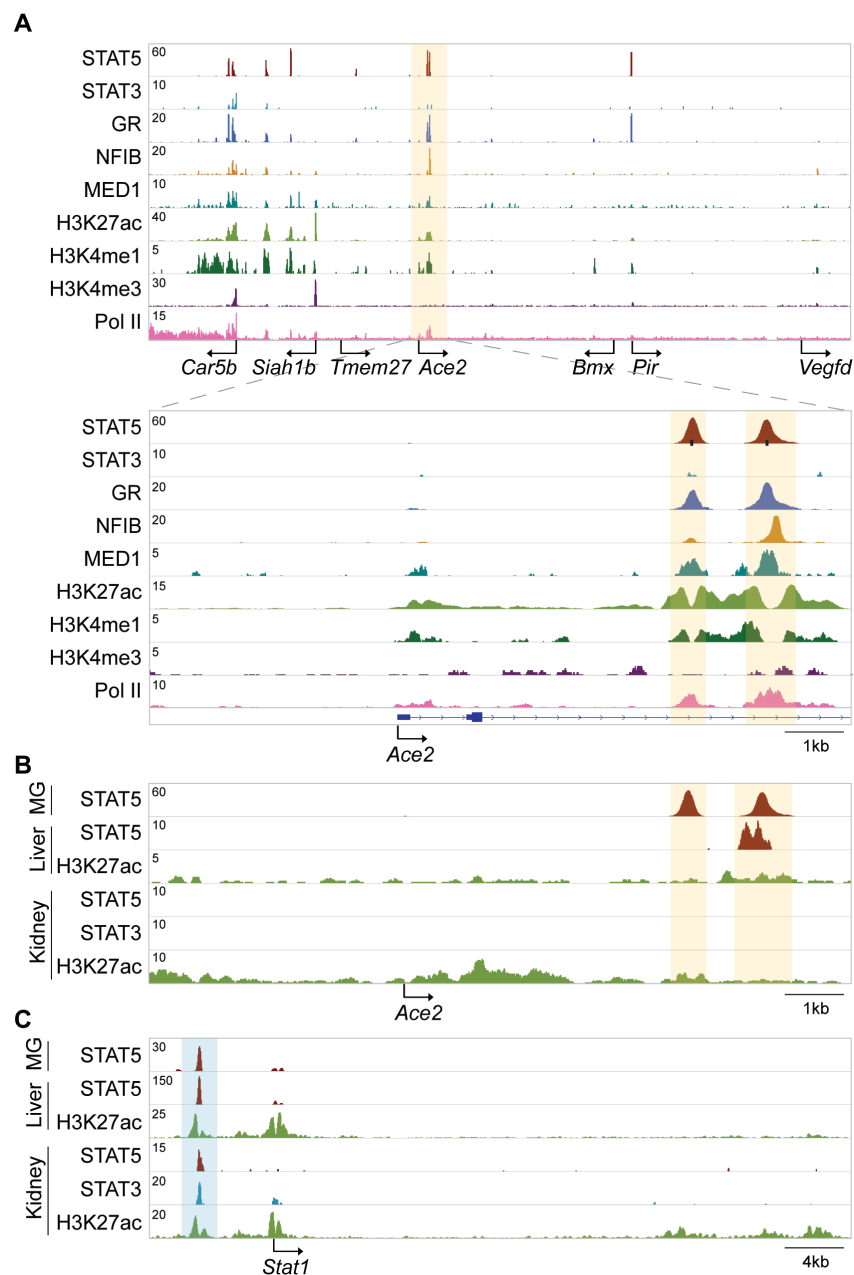 A
STAT5 60
STAT3 10
GR 20
NFIB 20
MED1 10
H3K27ac 40
H3K4me1 5
H3K4me3 30
Pol II 15
Car5b Siah1b Tmem27 Ace2 Bmx Pir Vegfd
STAT5 60
STAT3 10
GR 20
NFIB 20
MED1 5
H3K27ac 15
H3K4me1 5
H3K4me3 5
Pol II 10
1kb
Ace2
B
MG STAT5 60
Liver STAT5 10
H3K27ac 5
Kidney STAT5 10
STAT3 10
H3K27ac 10
1kb
Ace2
C
MG STAT5 30
Liver STAT5 150
H3K27ac 25
Kidney STAT5 15
STAT3 20
H3K27ac 20
4kb
Stat1